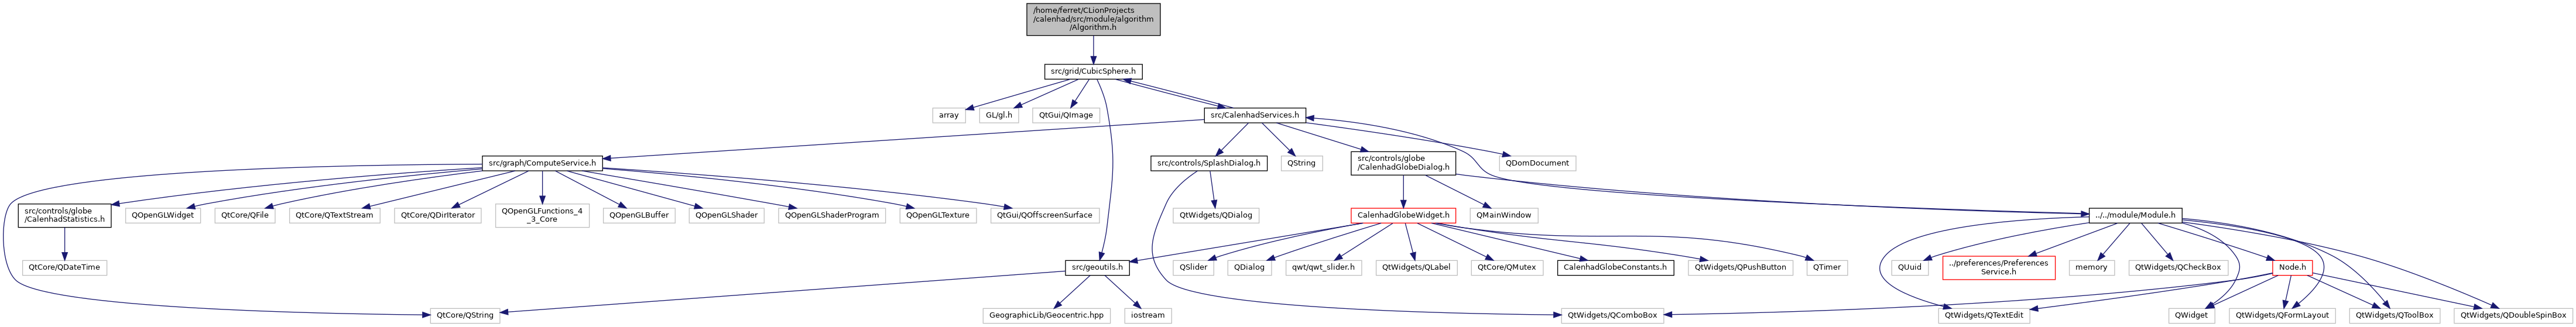 /home/ferret/CLionProjects
/calenhad/src/module/algorithm
/Algorithm.h
src/grid/CubicSphere.h
array
GL/gl.h
QtGui/QImage
src/CalenhadServices.h
src/graph/ComputeService.h
src/controls/SplashDialog.h
QString
src/controls/globe
/CalenhadGlobeDialog.h
QDomDocument
src/controls/globe
/CalenhadStatistics.h
QOpenGLWidget
QtCore/QFile
QtCore/QTextStream
QtCore/QDirIterator
QOpenGLFunctions_4
_3_Core
QOpenGLBuffer
QOpenGLShader
QOpenGLShaderProgram
QOpenGLTexture
QtGui/QOffscreenSurface
QtWidgets/QDialog
CalenhadGlobeWidget.h
QMainWindow
../../module/Module.h
QtCore/QDateTime
src/geoutils.h
QSlider
QDialog
qwt/qwt_slider.h
QtWidgets/QLabel
QtCore/QMutex
CalenhadGlobeConstants.h
QtWidgets/QPushButton
QTimer
QUuid
../preferences/Preferences
Service.h
memory
QtWidgets/QCheckBox
Node.h
QtCore/QString
GeographicLib/Geocentric.hpp
iostream
QtWidgets/QComboBox
QtWidgets/QTextEdit
QWidget
QtWidgets/QFormLayout
QtWidgets/QToolBox
QtWidgets/QDoubleSpinBox